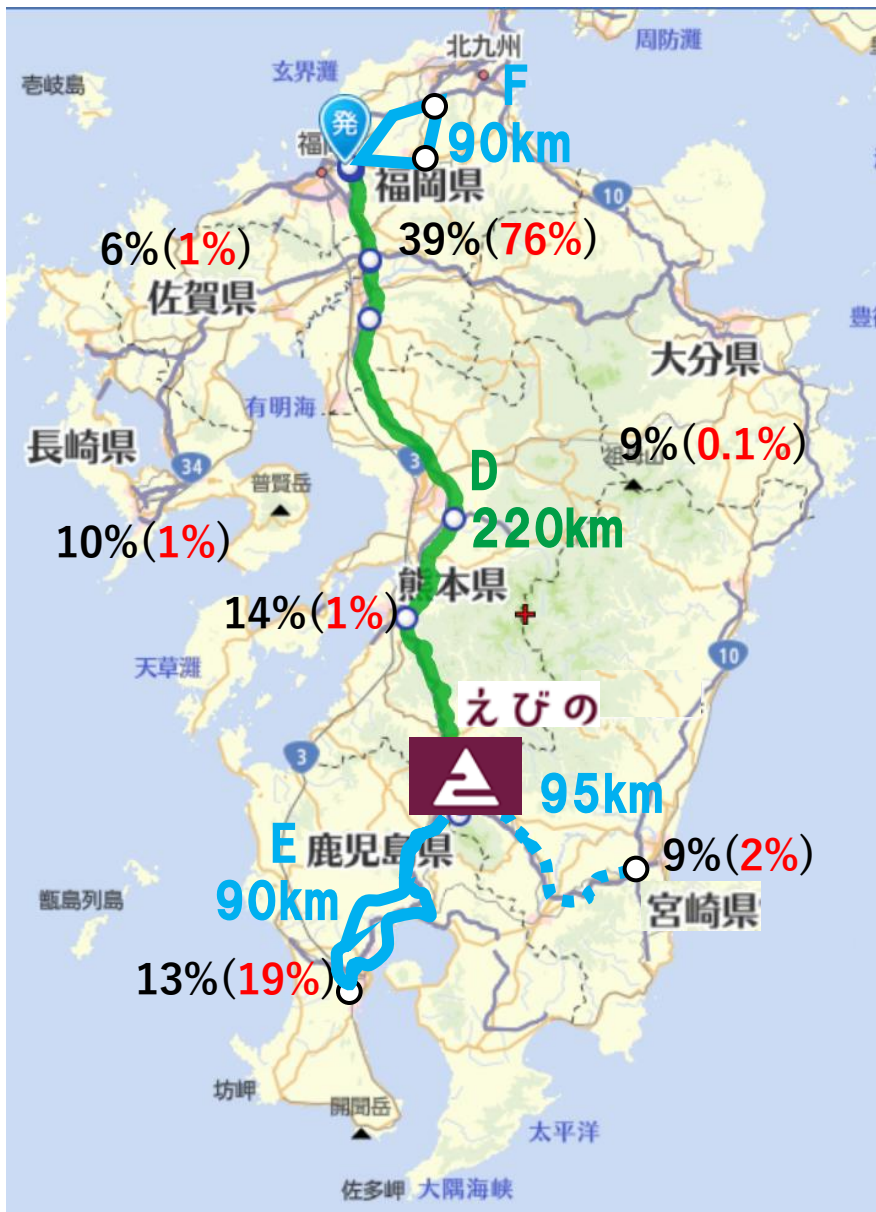 周防灘
北九州
玄界灘
壱岐島
F
発
90km
福岡県
10
6%(1%)
39%(76%)
佐賀県
大分県
有明海
長崎県
34
3
D
9%(0.1%)
普賢岳
220km
10%(1%)
熊本県
14%(1%)
天草灘
10
えびの
3
95km
E
鹿児島県
9%(2%)
90km
甑島列島
宮崎県
13%(19%)
坊岬
開聞岳
太平洋
佐多岬
大隅海峡